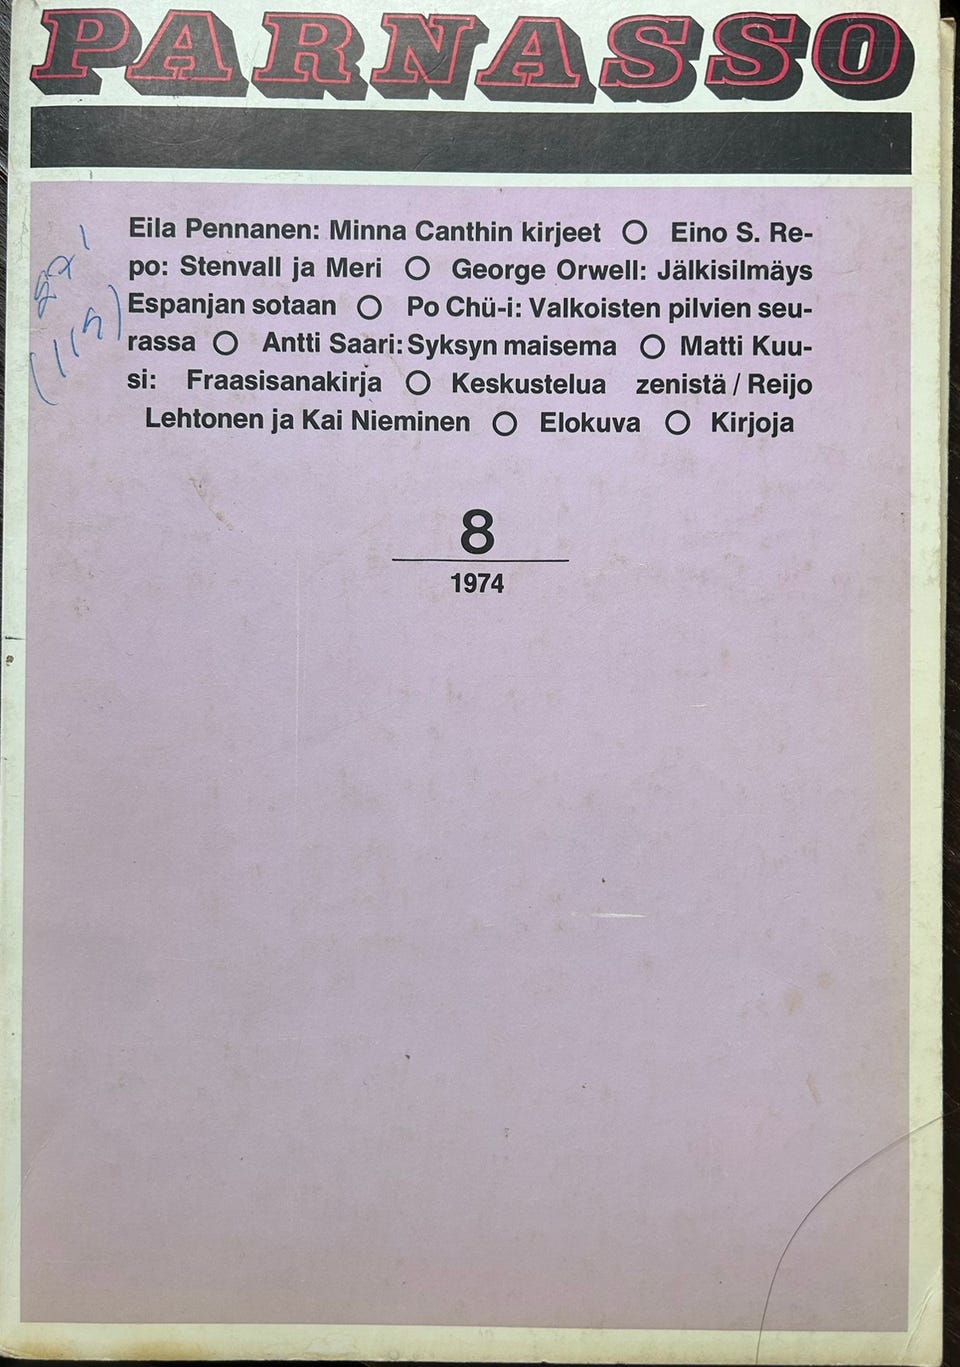 PARNASSO
Eila Pennanen: Minna Canthin kirjeet O Eino S. Re-
po: Stenvall ja Meri O George Orwell: Jälkisilmäys
Espanjan sotaan O Po Chü-i: Valkoisten pilvien seu-
rassa O Antti Saari: Syksyn maisema O Matti Kuu-
si: Fraasisanakirja O Keskustelua zenistä / Reijo
Lehtonen ja Kai Nieminen O Elokuva O Kirjoja
8
1974